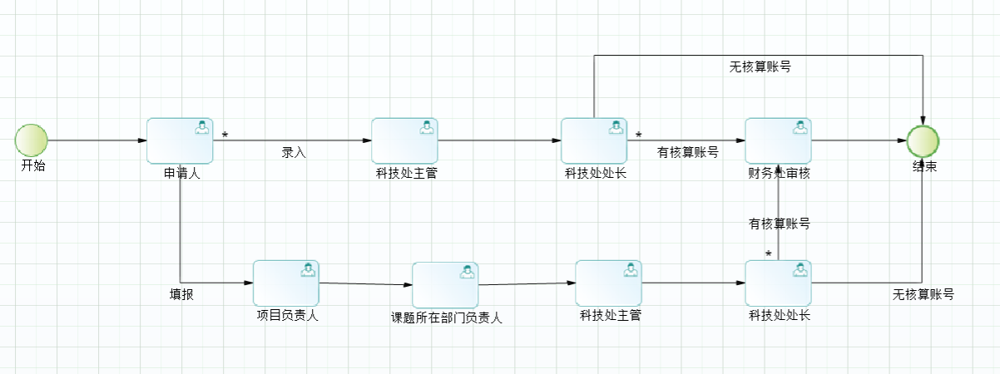 无核算账号
*
录入
*
有核算账号
开始
申请人
科技处主管
科技处处长
财务处审核
结束
有核算账号
*
填报
无核算账号
项目负责人
课题所在部门负责人
科技处主管
科技处处长